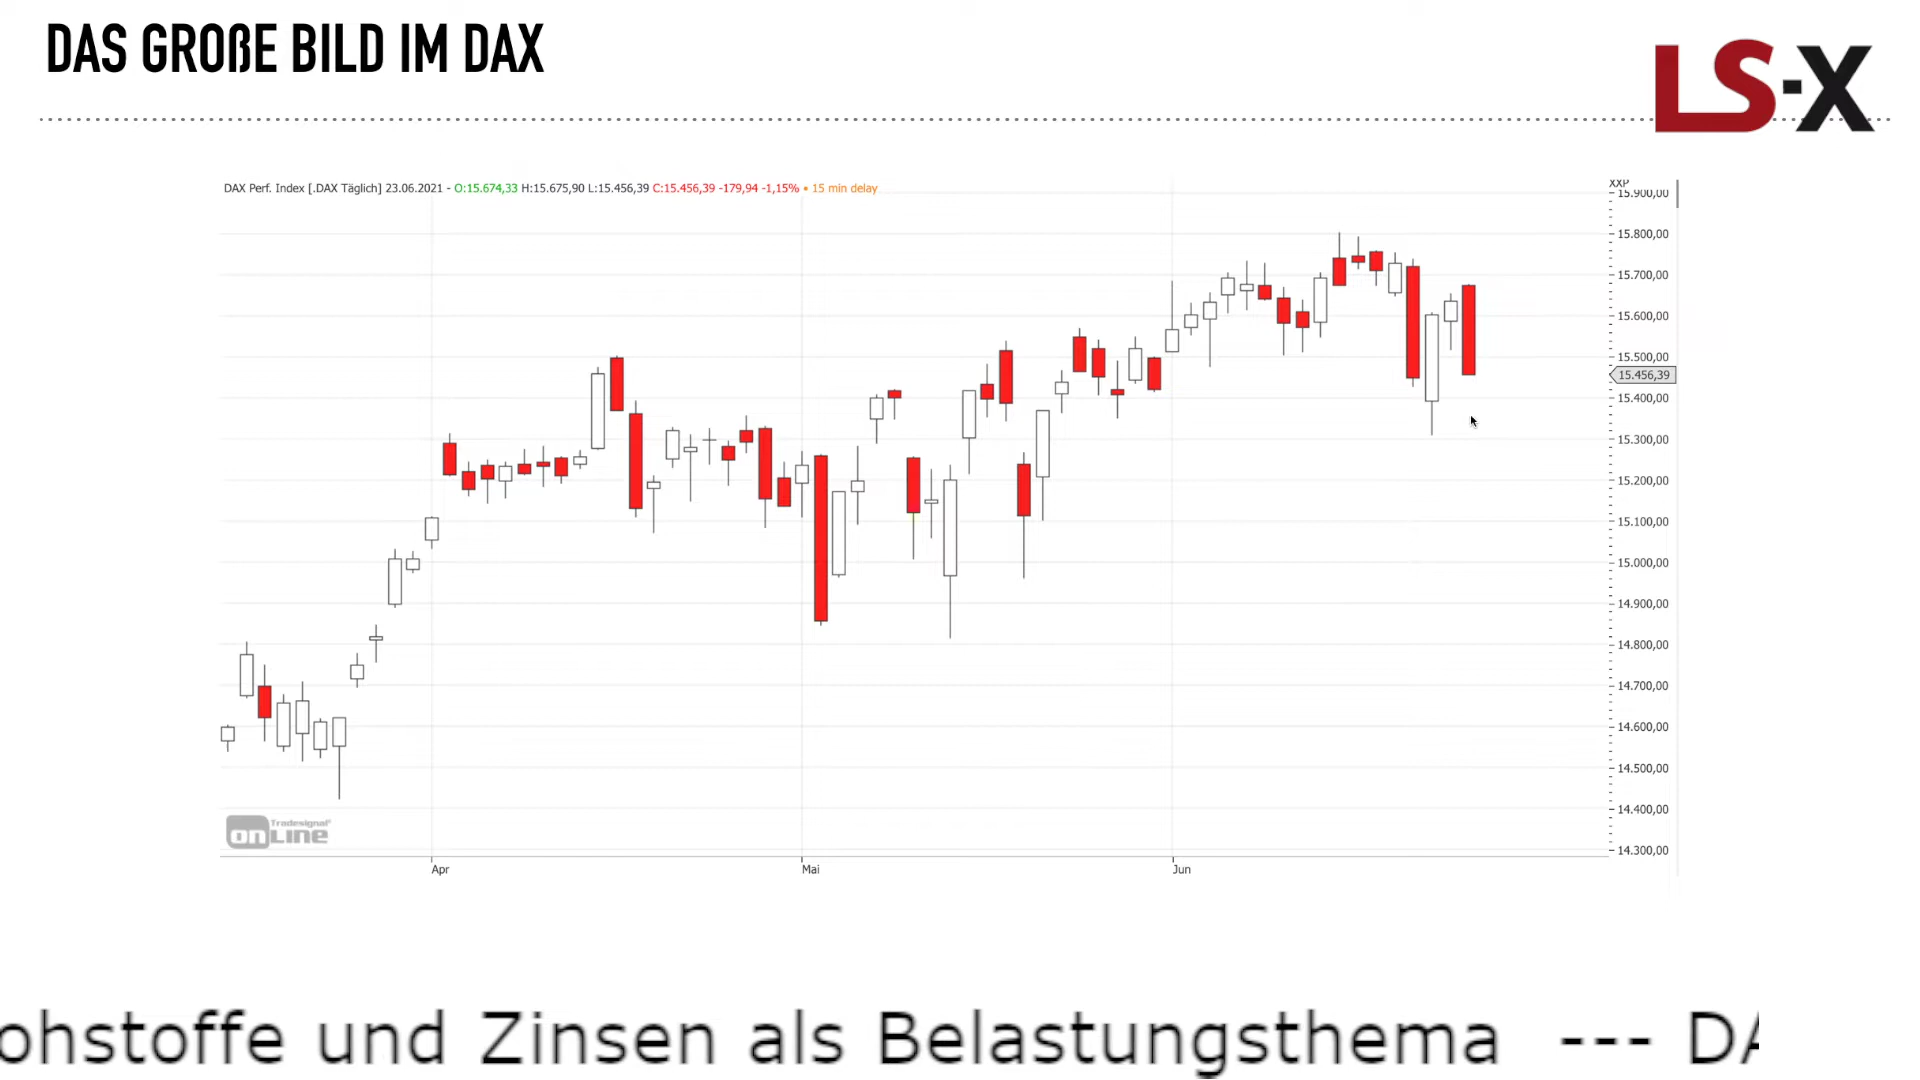 DAS GROßE BILD IM DAX
LS-X
DAX Perf. Index [.DAX Täglich] 23.06.2021 - O:15.674,33 H:15.675,90 L:15.456,39 C:15.456,39 -179,94 -1,15% • 15 min delay
XXP
15.900,00
15.800,00
15.700,00
15.600,00
15.500,00
15.456,39
15.400,00
15.300,00
15.200,00
15.100,00
15.000,00
14.900,00
14.800,00
14.700,00
14.600,00
14.500,00
14.400,00
14.300,00
Tradesignal®
onLine
Apr Mai Jun
ohstoffe und Zinsen als Belastungsthema --- DA